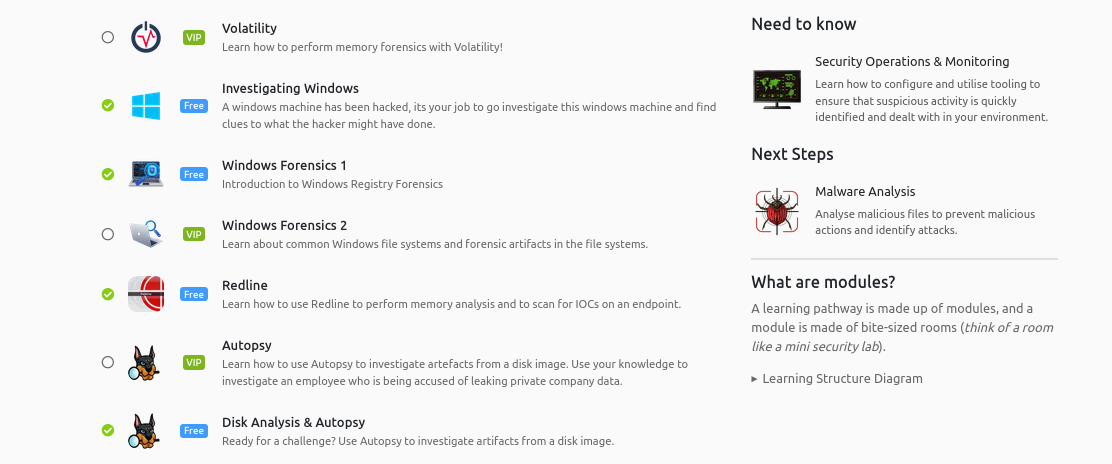 Volatility
VIP
Learn how to perform memory forensics with Volatility!
Investigating Windows
Free
A windows machine has been hacked, its your job to go investigate this windows machine and find
clues to what the hacker might have done.
Windows Forensics 1
Free
Introduction to Windows Registry Forensics
Windows Forensics 2
VIP
Learn about common Windows file systems and forensic artifacts in the file systems.
Redline
Free
Learn how to use Redline to perform memory analysis and to scan for IOCs on an endpoint.
Autopsy
VIP
Learn how to use Autopsy to investigate artefacts from a disk image. Use your knowledge to
investigate an employee who is being accused of leaking private company data.
Disk Analysis & Autopsy
Free
Ready for a challenge? Use Autopsy to investigate artifacts from a disk image.
Need to know
Security Operations & Monitoring
Learn how to configure and utilise tooling to
ensure that suspicious activity is quickly
identified and dealt with in your environment.
Next Steps
Malware Analysis
Analyse malicious files to prevent malicious
actions and identify attacks.
What are modules?
A learning pathway is made up of modules, and a
module is made of bite-sized rooms (think of a room
like a mini security lab).
▸ Learning Structure Diagram